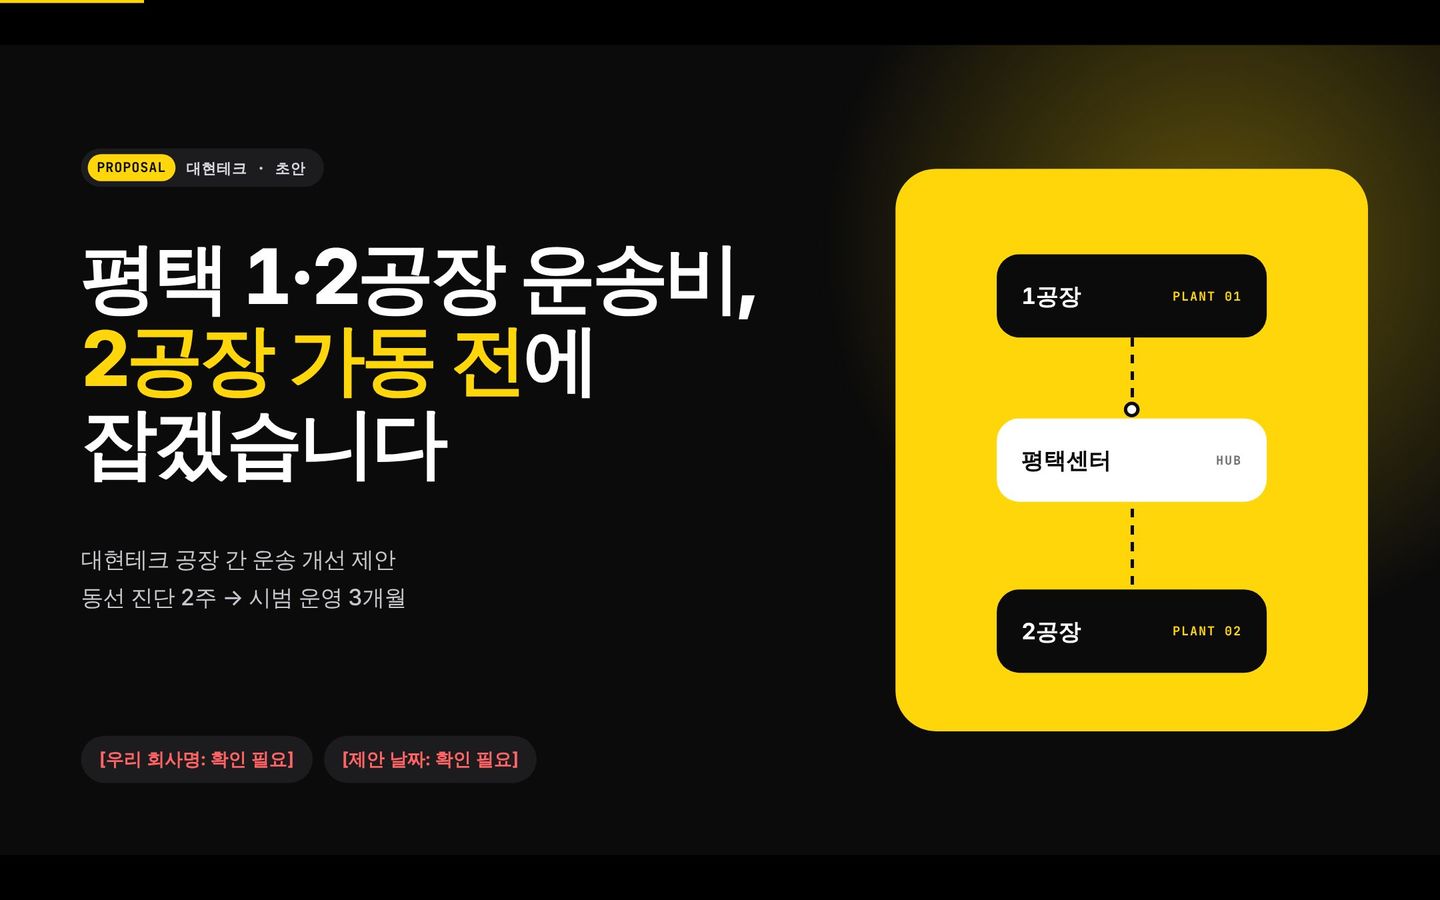 PROPOSAL 대현테크 · 초안
평택 1·2공장 운송비,
2공장 가동 전에
잡겠습니다
대현테크 공장 간 운송 개선 제안
동선 진단 2주 → 시범 운영 3개월
[우리 회사명: 확인 필요] [제안 날짜: 확인 필요]
1공장 PLANT 01
평택센터 HUB
2공장 PLANT 02